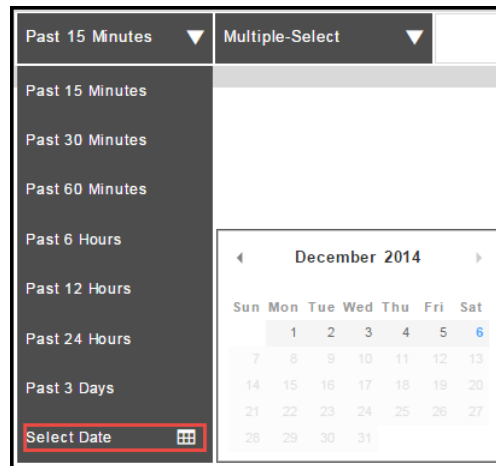 Past 15 Minutes Multiple-Select
Past 15 Minutes
Past 30 Minutes
Past 60 Minutes
Past 6 Hours
Past 12 Hours
Past 24 Hours
Past 3 Days
Select Date
December 2014
Sun Mon Tue Wed Thu Fri Sat
1 2 3 4 5 6
7 8 9 10 11 12 13
14 15 16 17 18 19 20
21 22 23 24 25 26 27
28 29 30 31